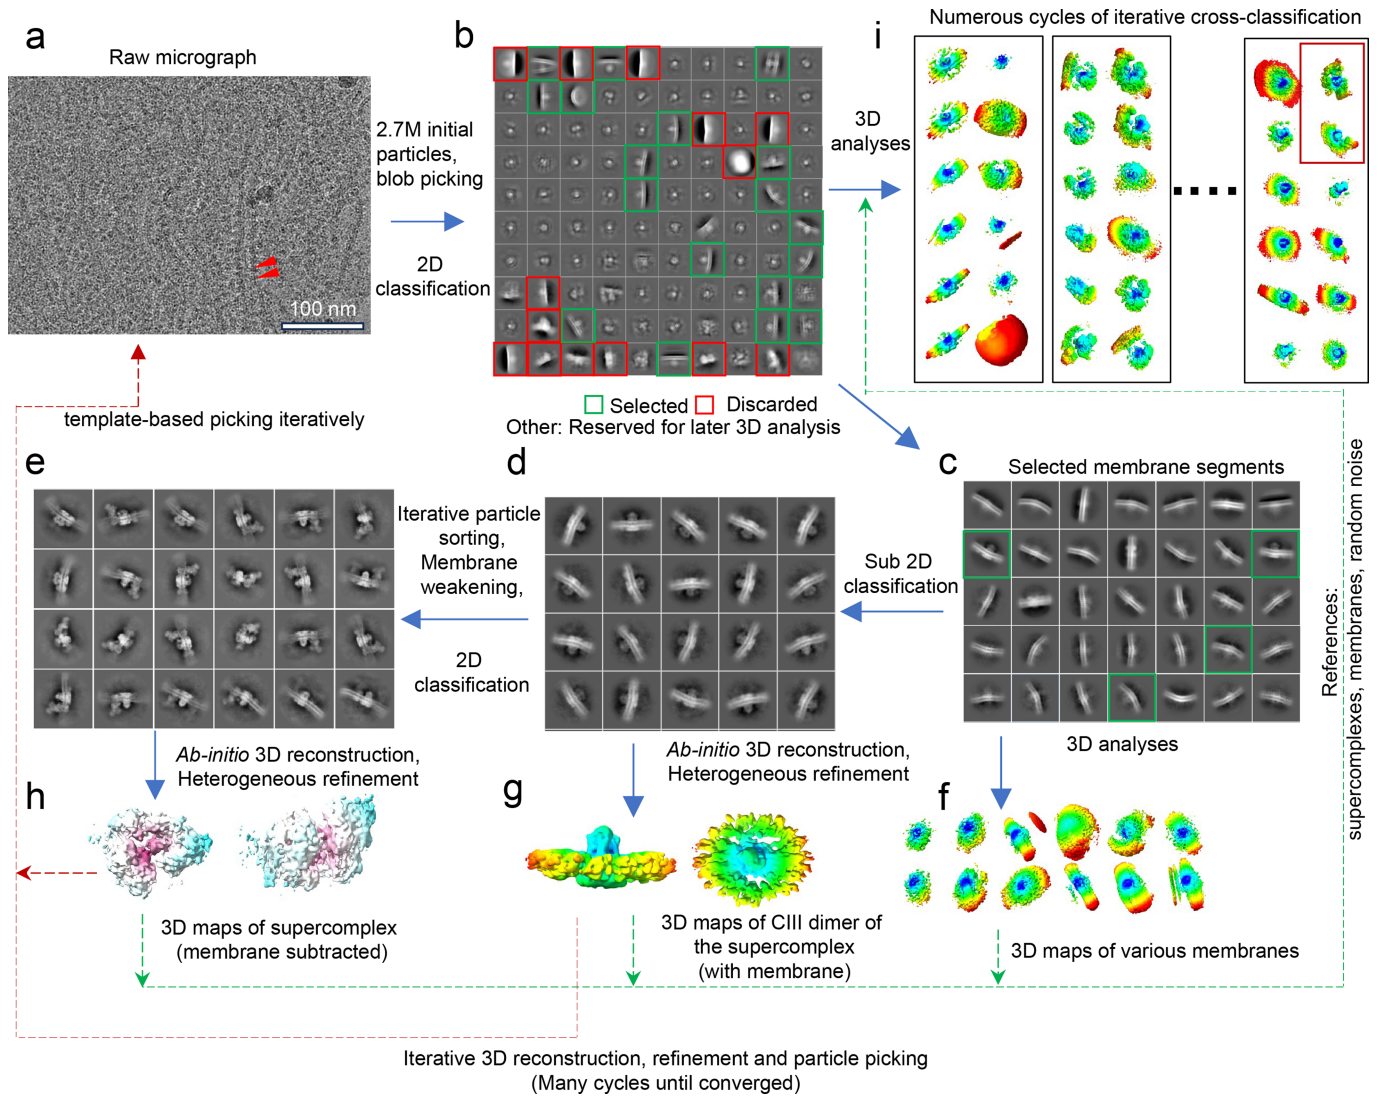 a
Raw micrograph
100 nm
2.7M initial
particles,
blob picking
2D
classification
b
Selected
Discarded
Other: Reserved for later 3D analysis
3D
analyses
i
Numerous cycles of iterative cross-classification
template-based picking iteratively
e
Iterative particle
sorting,
Membrane
weakening,
2D
classification
d
Sub 2D
classification
c
Selected membrane segments
References:
supercomplexes, membranes, random noise
Ab-initio 3D reconstruction,
Heterogeneous refinement
Ab-initio 3D reconstruction,
Heterogeneous refinement
3D analyses
h
3D maps of supercomplex
(membrane subtracted)
g
3D maps of CIII dimer of
the supercomplex
(with membrane)
f
3D maps of various membranes
Iterative 3D reconstruction, refinement and particle picking
(Many cycles until converged)